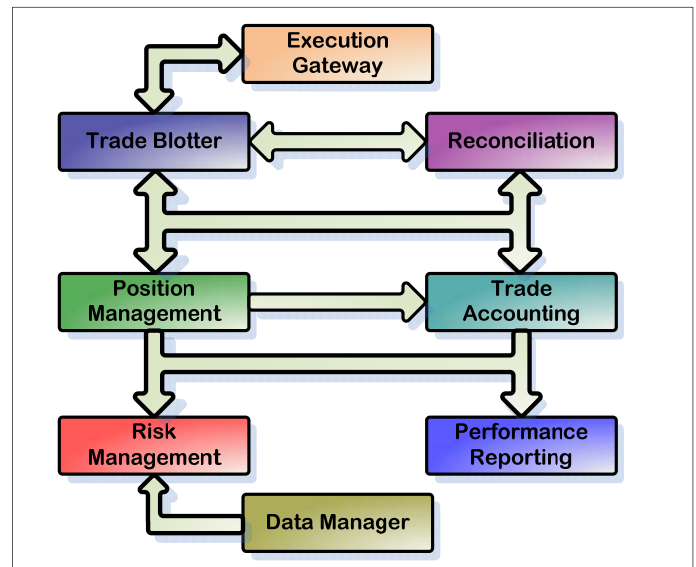 Execution
Gateway
Trade Blotter
Reconciliation
Position
Management
Trade
Accounting
Risk
Management
Performance
Reporting
Data Manager